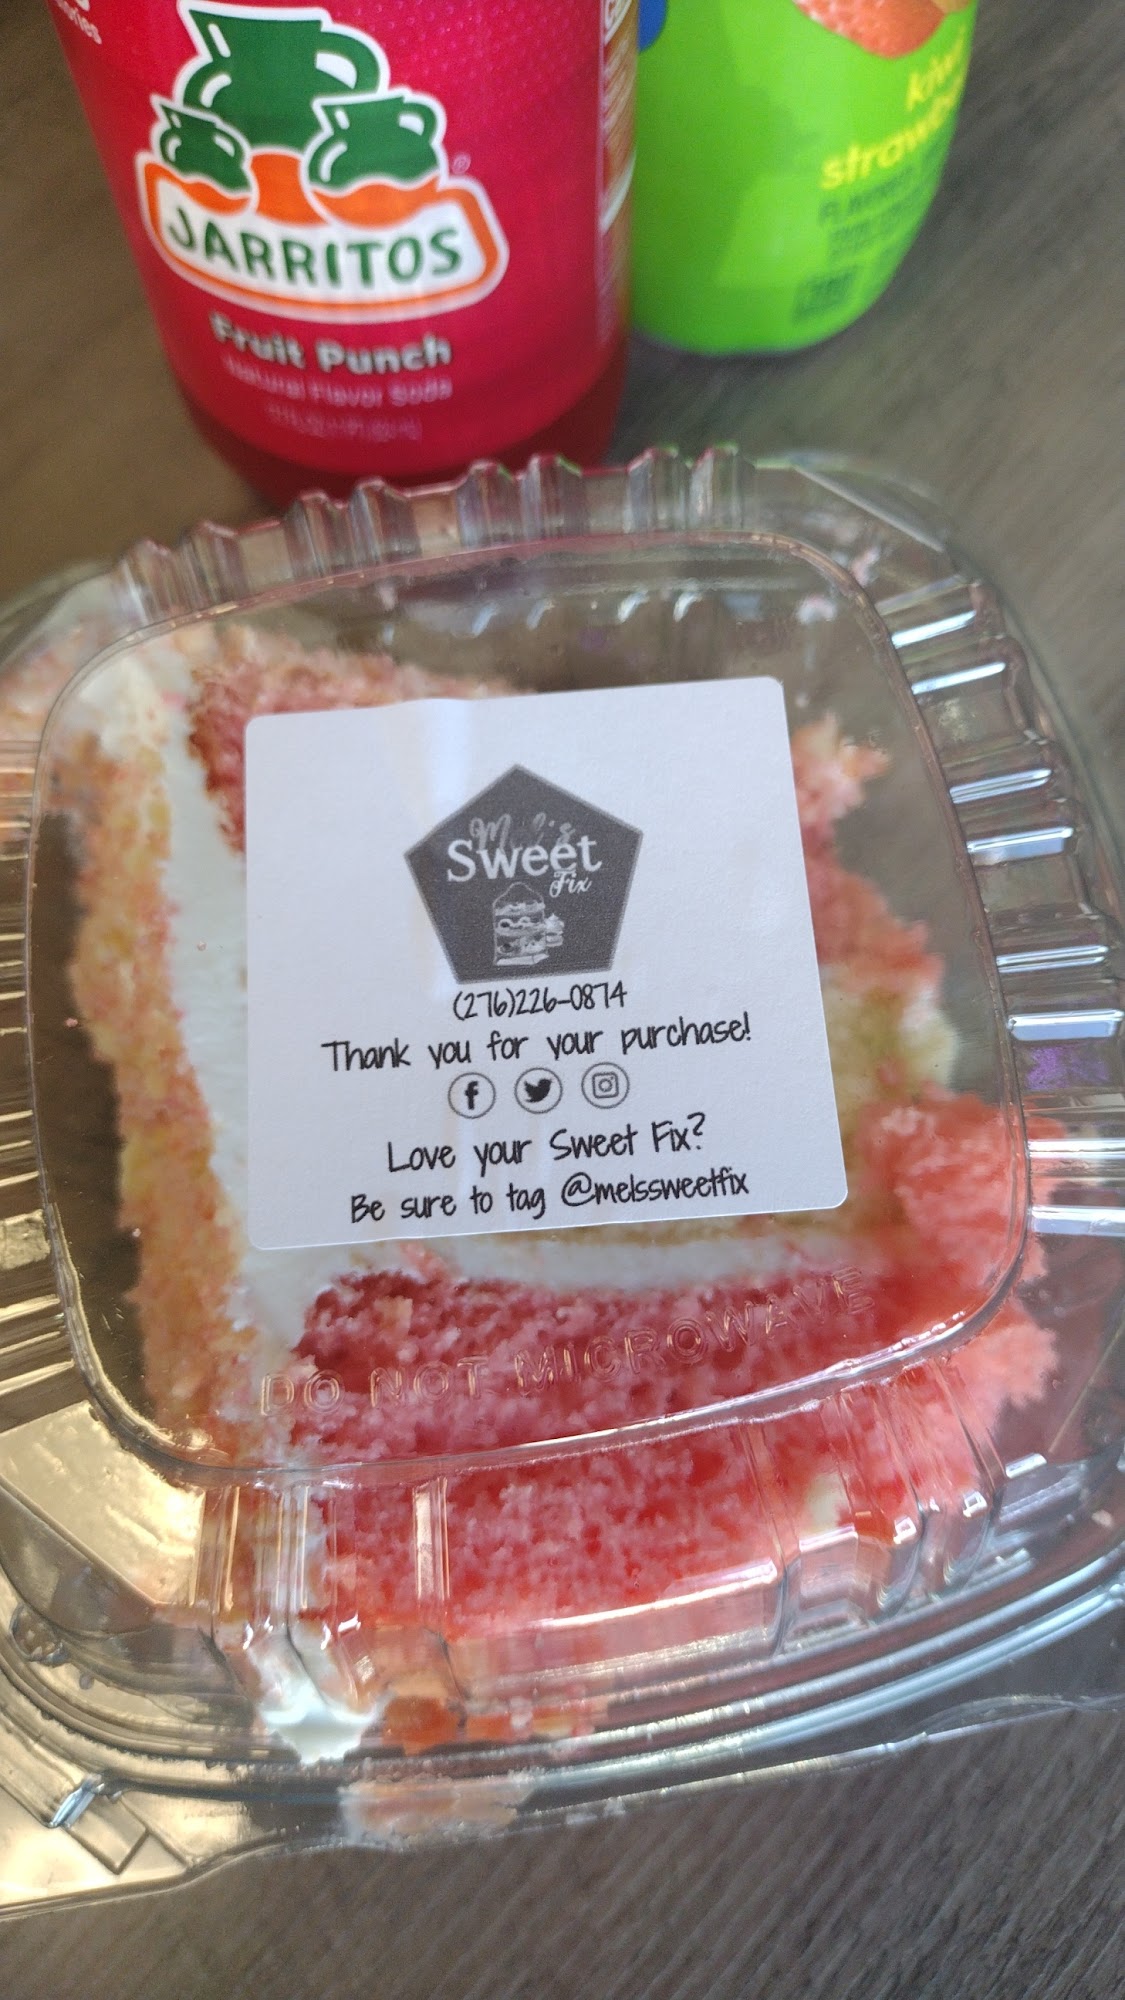 JARRITOS
Fruit Punch
Natural Flavor Soda
kiwi
Mel's
Sweet
Fix
(276)226-0874
Thank you for your purchase!
Love your Sweet Fix?
Be sure to tag @melssweetfix
DO NOT MICROWAVE